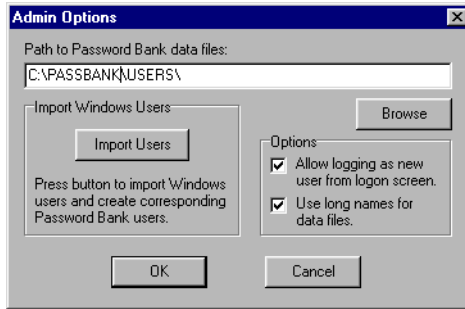 Admin Options
Path to Password Bank data files:
C:\PASSBANK\USERS\
Import Windows Users
Import Users
Press button to import Windows
users and create corresponding
Password Bank users.
Browse
Options
Allow logging as new
user from logon screen.
Use long names for
data files.
OK
Cancel